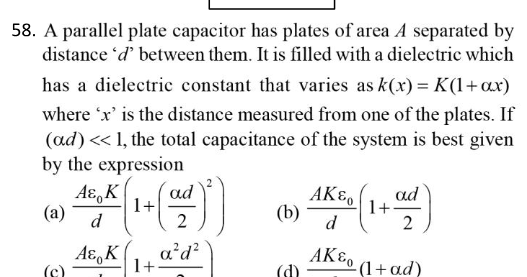 58. A parallel plate capacitor has plates of area A separated by
distance ‘d’ between them. It is filled with a dielectric which
has a dielectric constant that varies as k(x) = K(1+αx)
where ‘x’ is the distance measured from one of the plates. If
(αd) << 1, the total capacitance of the system is best given
by the expression
(a) Aε₀K/d (1+(αd/2)²) (b) AKε₀/d (1+αd/2)
(c) Aε₀K (1+α²d² (d) AKε₀ (1+αd)